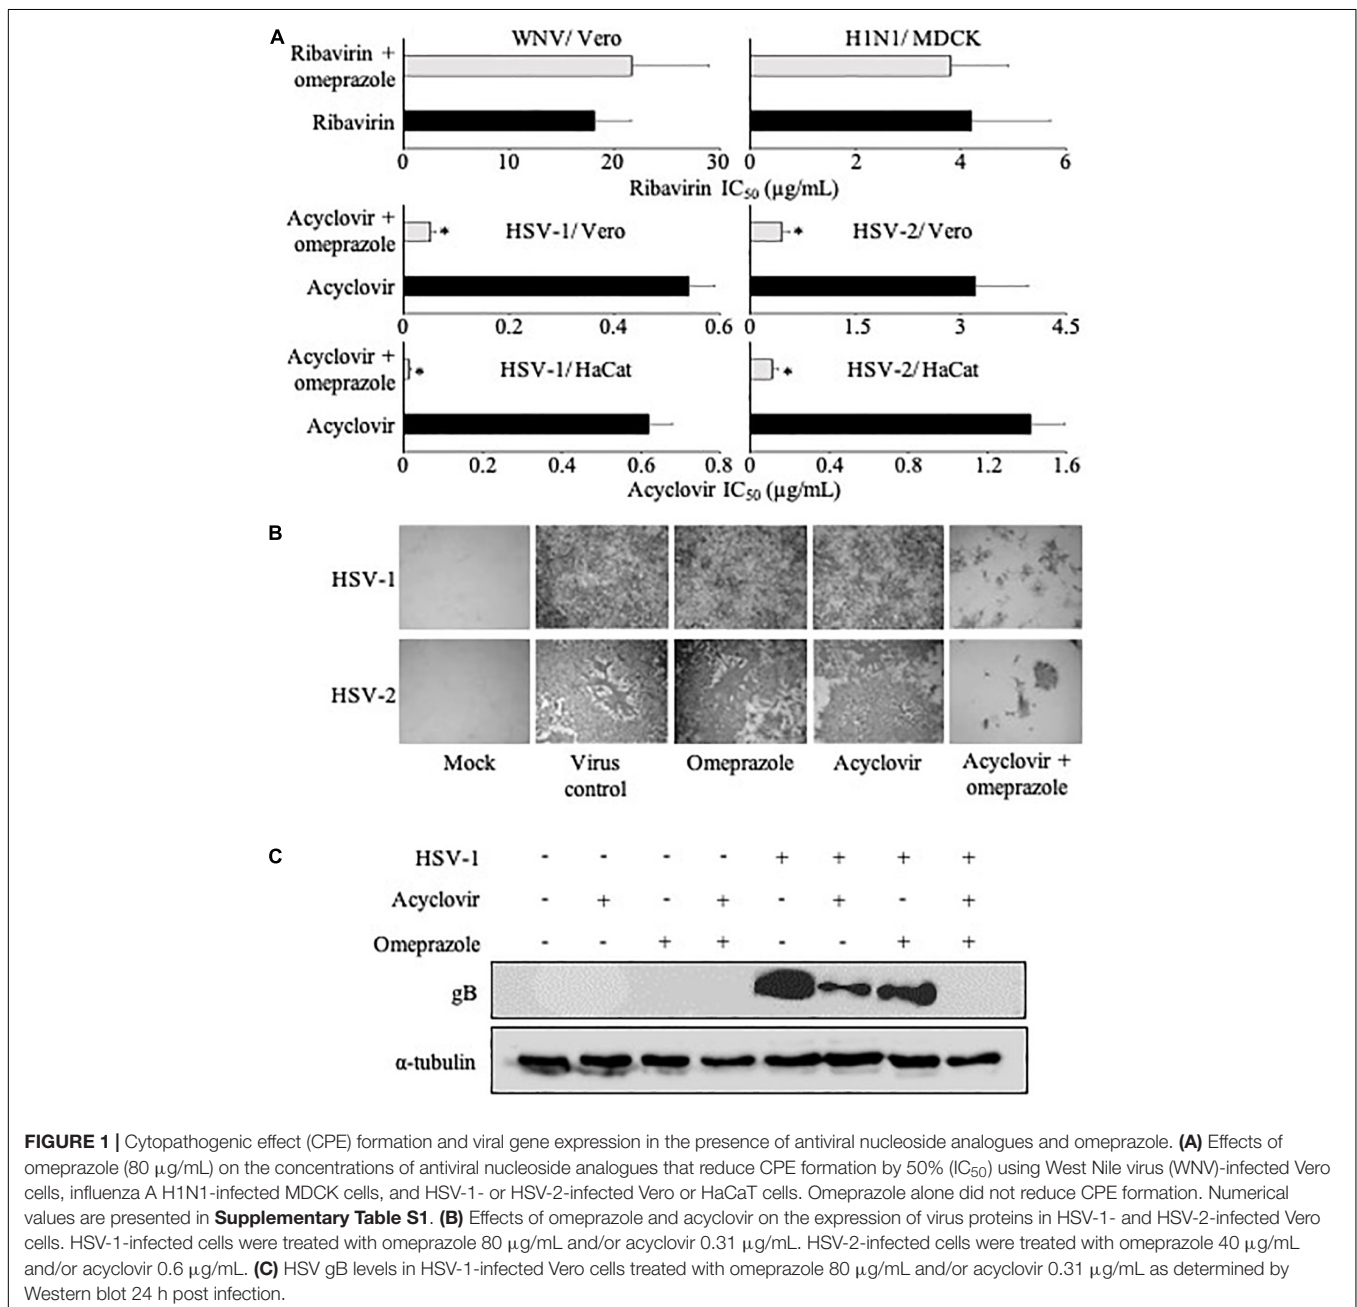 A
WNV/ Vero
H1N1/ MDCK
Ribavirin +
omeprazole
Ribavirin
0 10 20 30 0 2 4 6
Ribavirin IC50 (µg/mL)
Acyclovir +
omeprazole
* HSV-1/ Vero * HSV-2/ Vero
Acyclovir
0 0.2 0.4 0.6 0 1.5 3 4.5
Acyclovir +
omeprazole
* HSV-1/ HaCat * HSV-2/ HaCat
Acyclovir
0 0.2 0.4 0.6 0.8 0 0.4 0.8 1.2 1.6
Acyclovir IC50 (µg/mL)
B
HSV-1
HSV-2
Mock Virus control Omeprazole Acyclovir Acyclovir + omeprazole
C
HSV-1 - - - - + + + +
Acyclovir - + - + - + - +
Omeprazole - - + + - - + +
gB
α-tubulin
FIGURE 1 | Cytopathogenic effect (CPE) formation and viral gene expression in the presence of antiviral nucleoside analogues and omeprazole. (A) Effects of
omeprazole (80 µg/mL) on the concentrations of antiviral nucleoside analogues that reduce CPE formation by 50% (IC50) using West Nile virus (WNV)-infected Vero
cells, influenza A H1N1-infected MDCK cells, and HSV-1- or HSV-2-infected Vero or HaCaT cells. Omeprazole alone did not reduce CPE formation. Numerical
values are presented in Supplementary Table S1. (B) Effects of omeprazole and acyclovir on the expression of virus proteins in HSV-1- and HSV-2-infected Vero
cells. HSV-1-infected cells were treated with omeprazole 80 µg/mL and/or acyclovir 0.31 µg/mL. HSV-2-infected cells were treated with omeprazole 40 µg/mL
and/or acyclovir 0.6 µg/mL. (C) HSV gB levels in HSV-1-infected Vero cells treated with omeprazole 80 µg/mL and/or acyclovir 0.31 µg/mL as determined by
Western blot 24 h post infection.